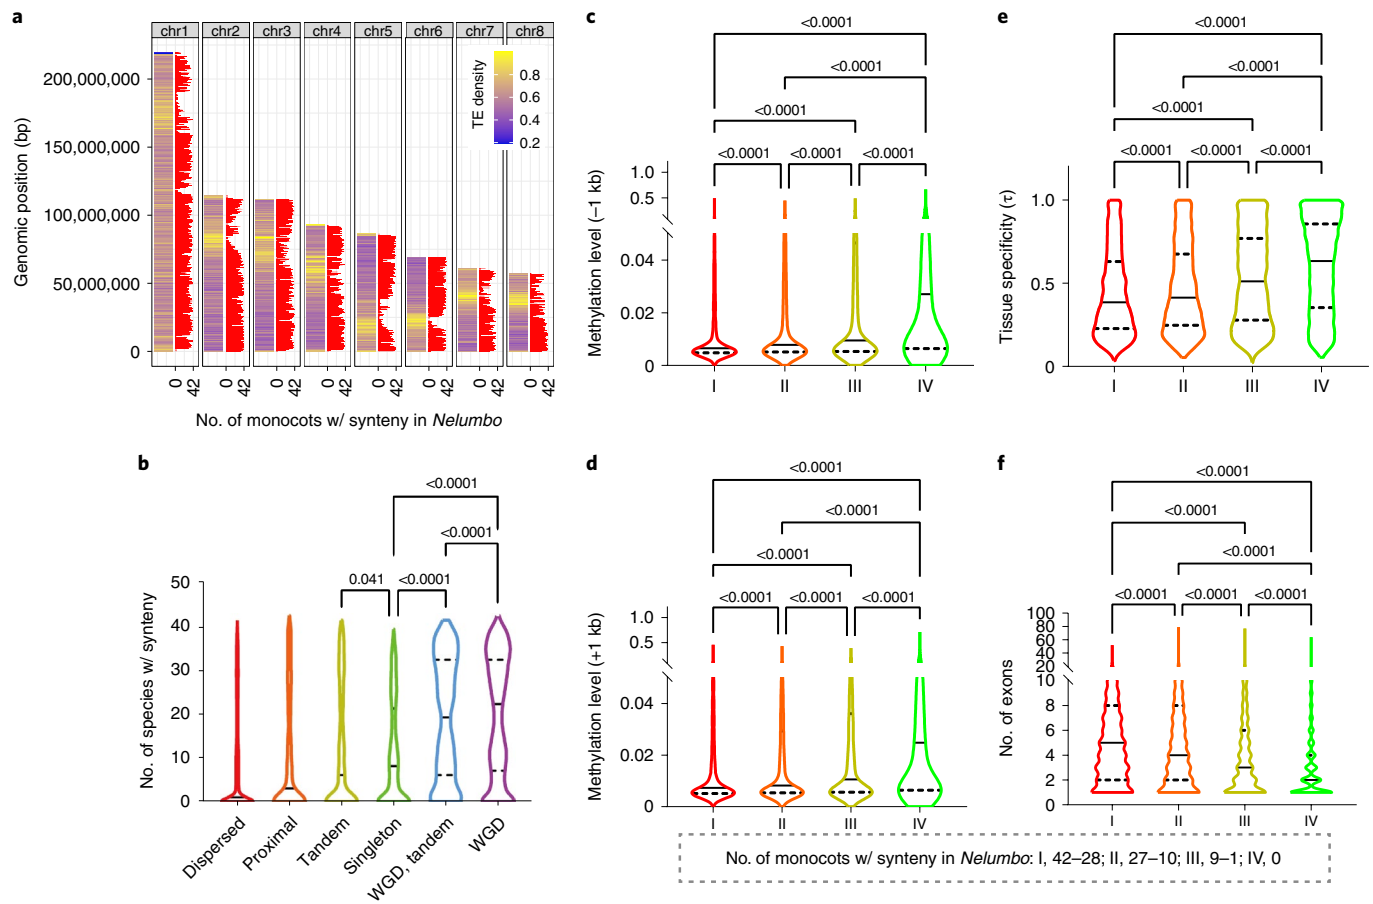 a
chr1 chr2 chr3 chr4 chr5 chr6 chr7 chr8
Genomic position (bp)
200,000,000
150,000,000
100,000,000
50,000,000
0
TE density
0.8
0.6
0.4
0.2
0 42 0 42 0 42 0 42 0 42 0 42 0 42 0 42
No. of monocots w/ synteny in Nelumbo
b
<0.0001
<0.0001
0.041 <0.0001
No. of species w/ synteny
50
40
30
20
10
0
Dispersed
Proximal
Tandem
Singleton
WGD, tandem
WGD
c
<0.0001
<0.0001
<0.0001
<0.0001 <0.0001 <0.0001
Methylation level (−1 kb)
1.0
0.5
0.04
0.02
0
I II III IV
d
<0.0001
<0.0001
<0.0001
<0.0001 <0.0001 <0.0001
Methylation level (+1 kb)
1.0
0.5
0.04
0.02
0
I II III IV
e
<0.0001
<0.0001
<0.0001
<0.0001 <0.0001 <0.0001
Tissue specificity (τ)
1.0
0.5
0
I II III IV
f
<0.0001
<0.0001
<0.0001
<0.0001 <0.0001 <0.0001
No. of exons
100
80
60
40
20
10
8
6
4
2
0
I II III IV
No. of monocots w/ synteny in Nelumbo: I, 42–28; II, 27–10; III, 9–1; IV, 0